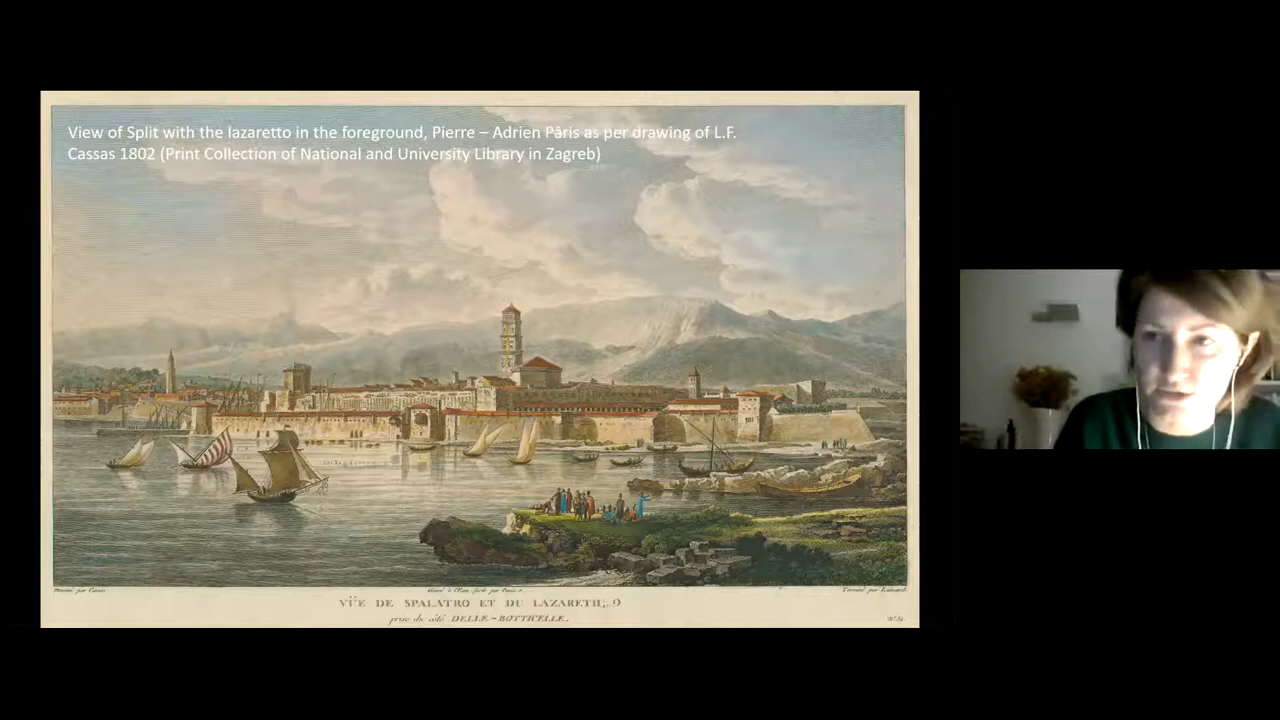 View of Split with the lazaretto in the foreground, Pierre – Adrien Pâris as per drawing of L.F.
Cassas 1802 (Print Collection of National and University Library in Zagreb)
VÜE DE SPALATRO ET DU LAZARETH,
prise du côté DELLE-BOTTICELLE.